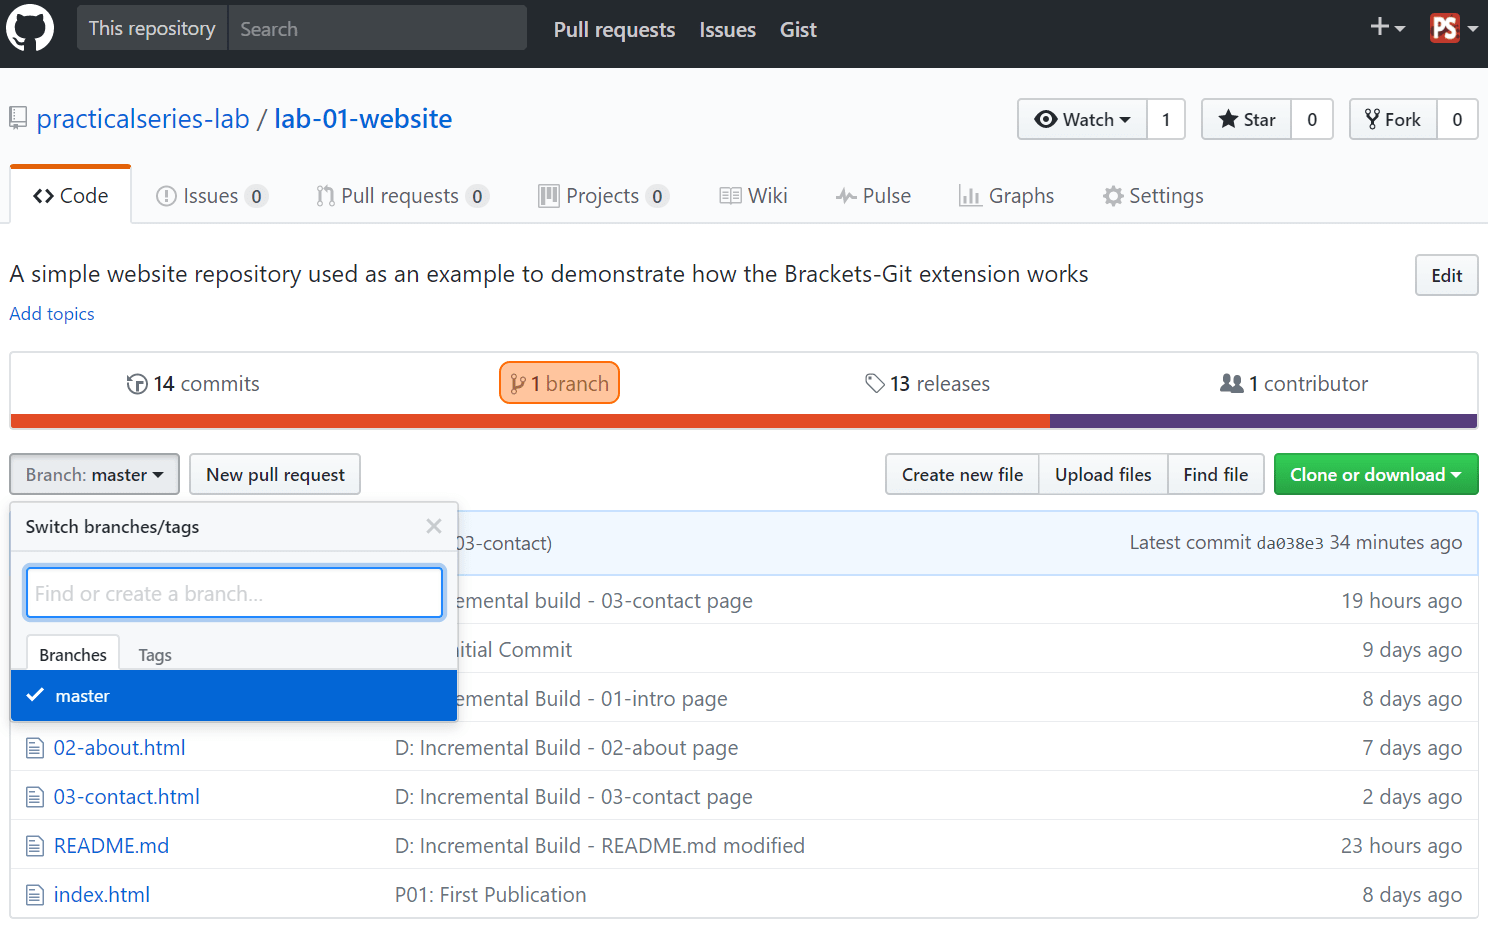 This repository Search Pull requests Issues Gist PS
practicalseries-lab / lab-01-website Watch 1 Star 0 Fork 0
Code Issues 0 Pull requests 0 Projects 0 Wiki Pulse Graphs Settings
A simple website repository used as an example to demonstrate how the Brackets-Git extension works Edit
Add topics
14 commits 1 branch 13 releases 1 contributor
Branch: master New pull request Create new file Upload files Find file Clone or download
Switch branches/tags
03-contact) Latest commit da038e3 34 minutes ago
Find or create a branch...
emental build - 03-contact page 19 hours ago
Branches Tags
itial Commit 9 days ago
master
emental Build - 01-intro page 8 days ago
02-about.html D: Incremental Build - 02-about page 7 days ago
03-contact.html D: Incremental Build - 03-contact page 2 days ago
README.md D: Incremental Build - README.md modified 23 hours ago
index.html P01: First Publication 8 days ago